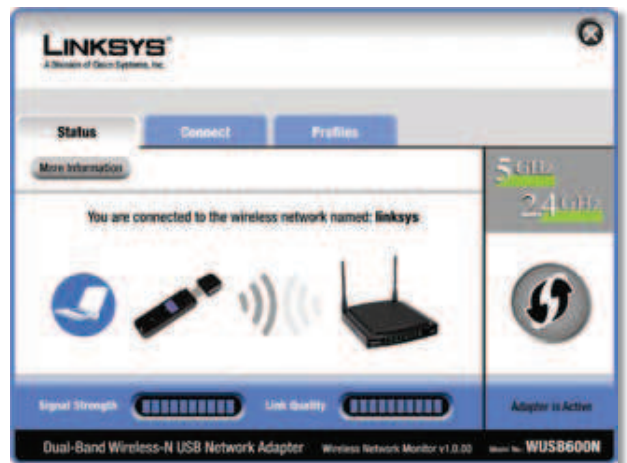 LINKSYS®
A Division of Cisco Systems, Inc.
Status Connect Profiles
More Information
5 GHz
2.4 GHz
You are connected to the wireless network named: linksys
Signal Strength Link Quality Adapter is Active
Dual-Band Wireless-N USB Network Adapter Wireless Network Monitor v1.0.00 Model No. WUSB600N